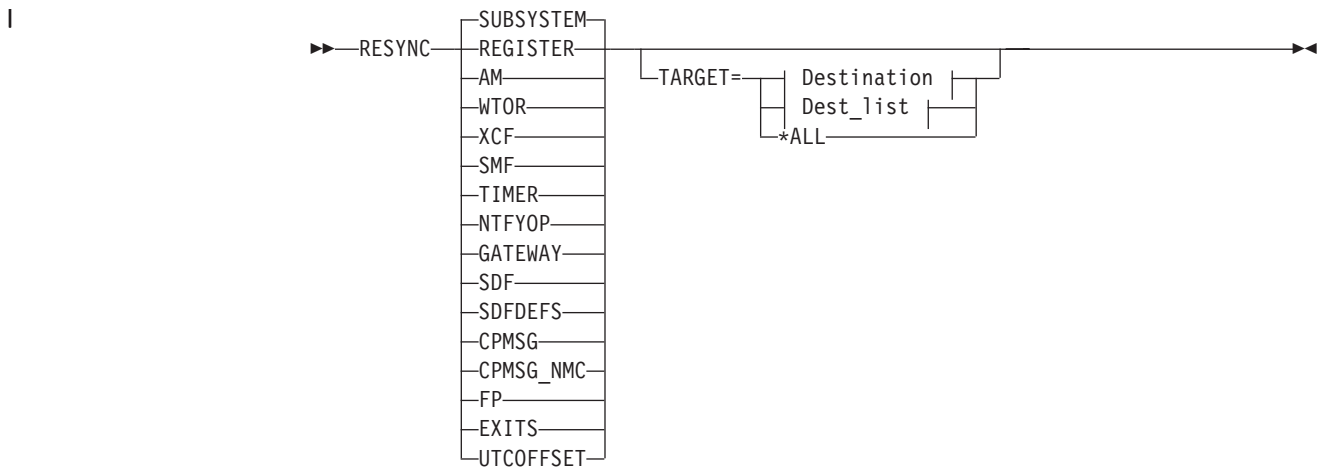 SUBSYSTEM
RESYNC REGISTER
AM TARGET= Destination
WTOR Dest_list
XCF *ALL
SMF
TIMER
NTFYOP
GATEWAY
SDF
SDFDEFS
CPMSG
CPMSG_NMC
FP
EXITS
UTCOFFSET